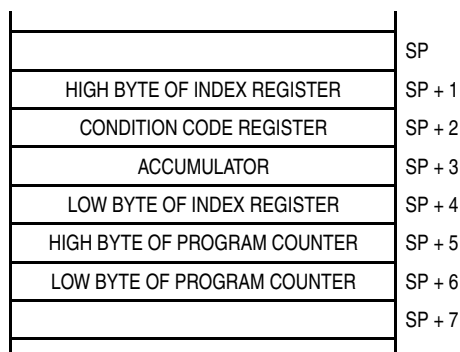 SP
HIGH BYTE OF INDEX REGISTER SP + 1
CONDITION CODE REGISTER SP + 2
ACCUMULATOR SP + 3
LOW BYTE OF INDEX REGISTER SP + 4
HIGH BYTE OF PROGRAM COUNTER SP + 5
LOW BYTE OF PROGRAM COUNTER SP + 6
SP + 7